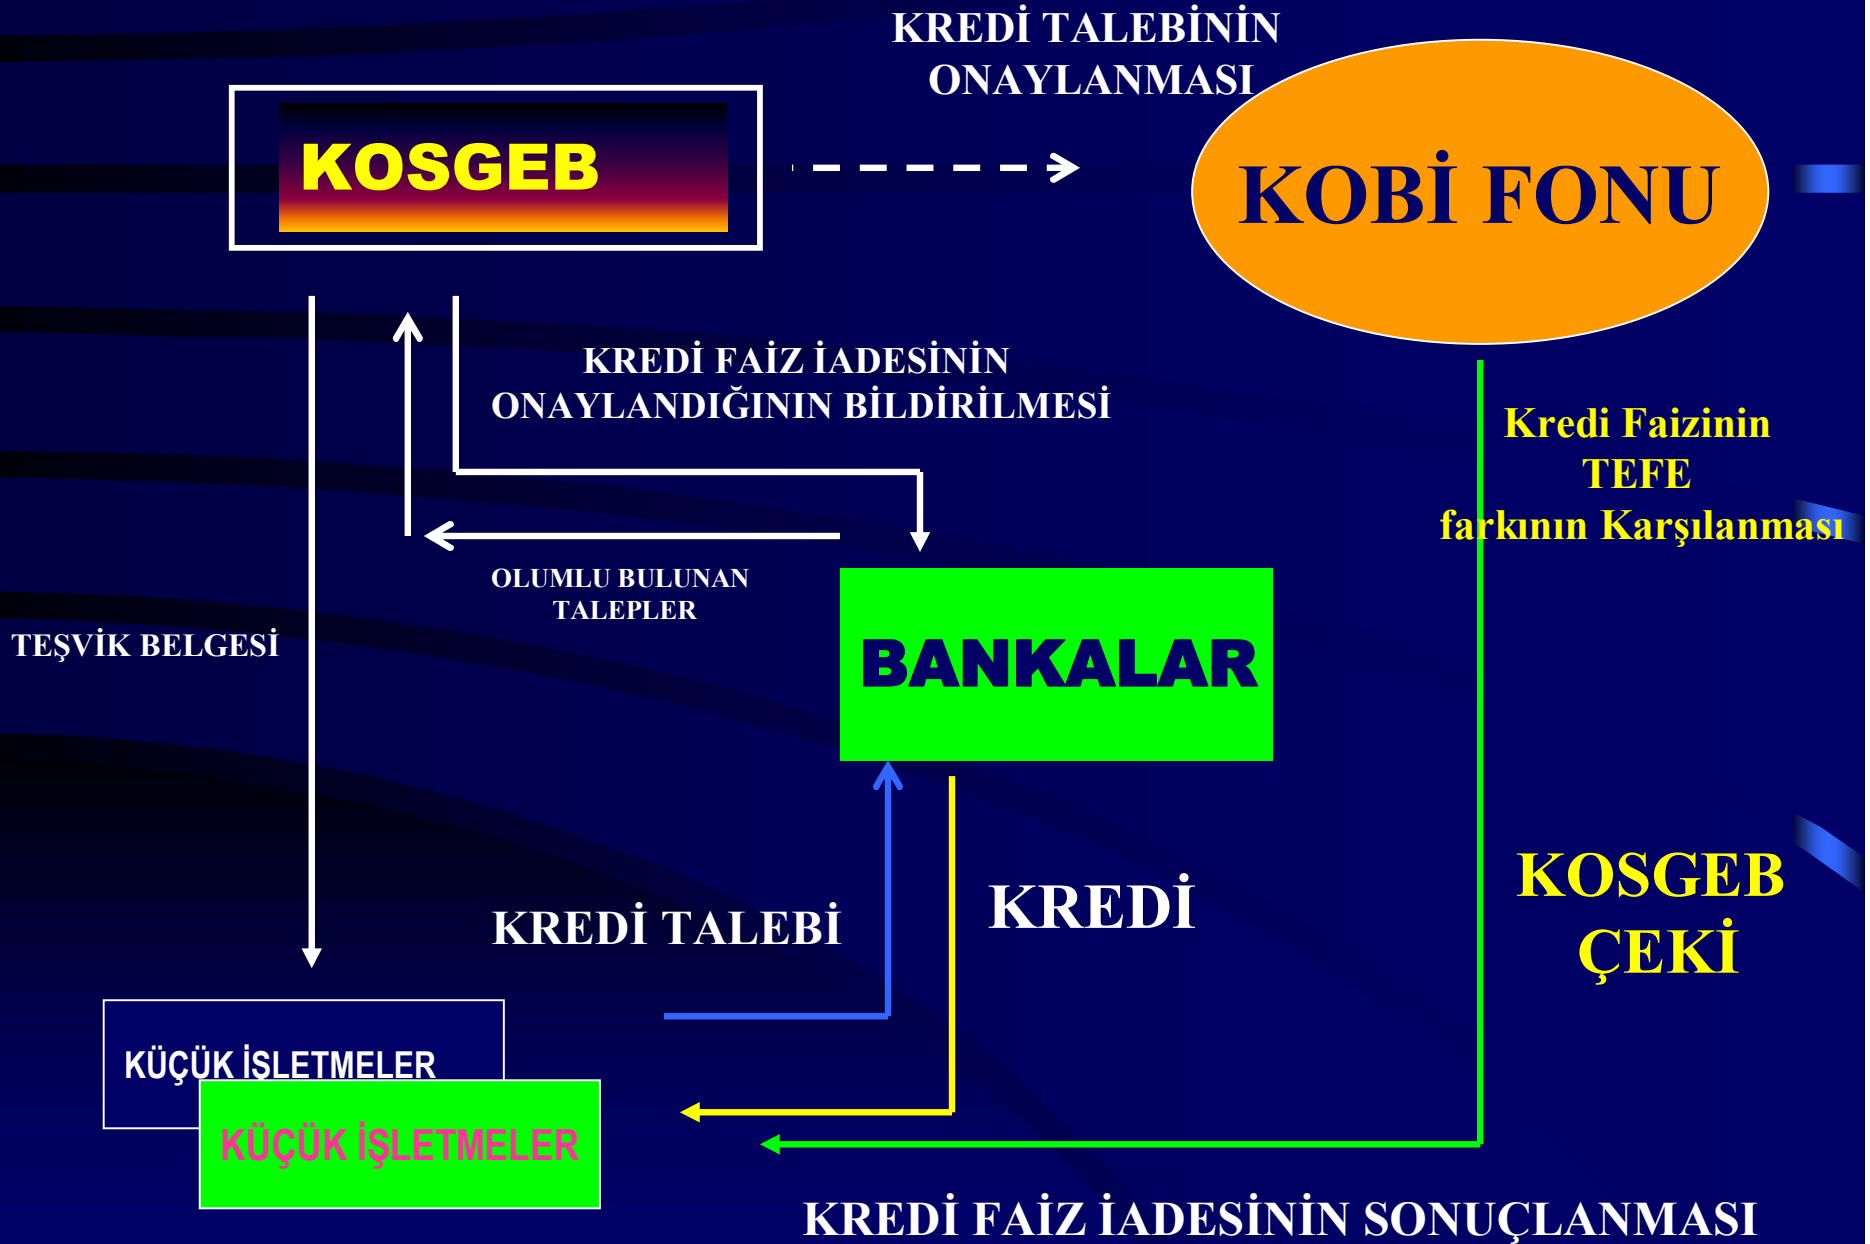 KREDİ TALEBİNİN
ONAYLANMASI
KOSGEB
KOBİ FONU
KREDİ FAİZ İADESİNİN
ONAYLANDIĞININ BİLDİRİLMESİ
Kredi Faizinin
TEFE
farkının Karşılanması
OLUMLU BULUNAN
TALEPLER
TEŞVİK BELGESİ
BANKALAR
KREDİ TALEBİ
KREDİ
KOSGEB
ÇEKİ
KÜÇÜK İŞLETMELER
KÜÇÜK İŞLETMELER
KREDİ FAİZ İADESİNİN SONUÇLANMASI